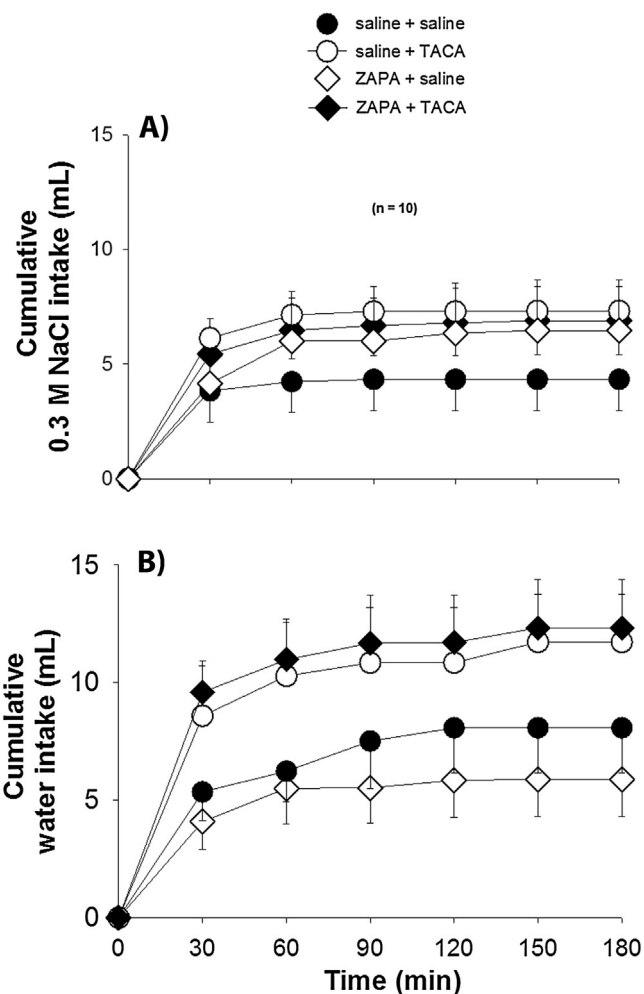 saline + saline
saline + TACA
ZAPA + saline
ZAPA + TACA
A)
15
10
5
0
Cumulative
0.3 M NaCl intake (mL)
(n = 10)
B)
15
10
5
0
Cumulative
water intake (mL)
0 30 60 90 120 150 180
Time (min)